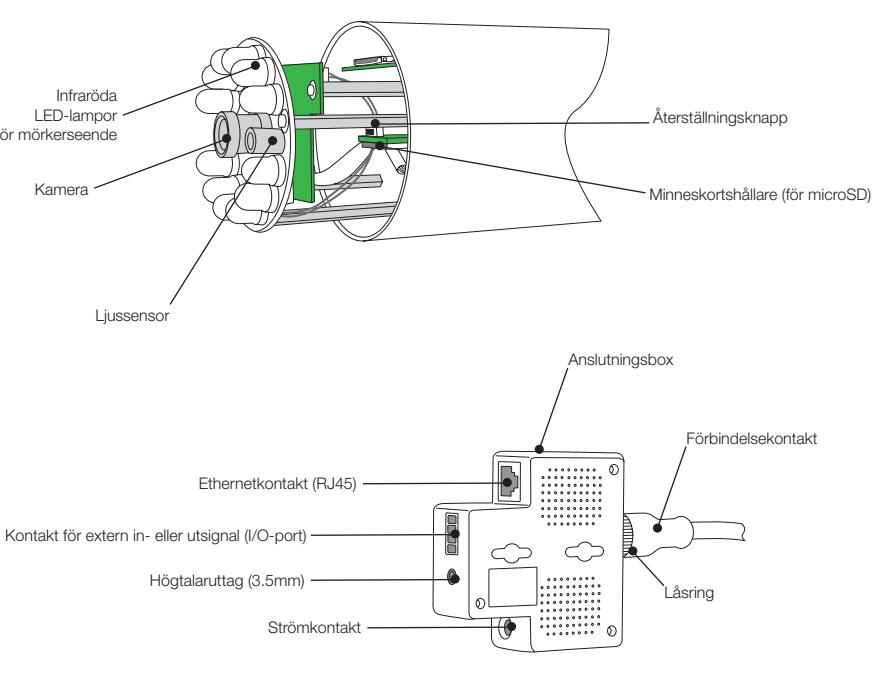 Infraröda
LED-lampor
ör mörkerseende
Kamera
Ljussensor
Återställningsknapp
Minneskortshållare (för microSD)
Anslutningsbox
Förbindelsekontakt
Ethernetkontakt (RJ45)
Kontakt för extern in- eller utsignal (I/O-port)
Högtalaruttag (3.5mm)
Låsring
Strömkontakt